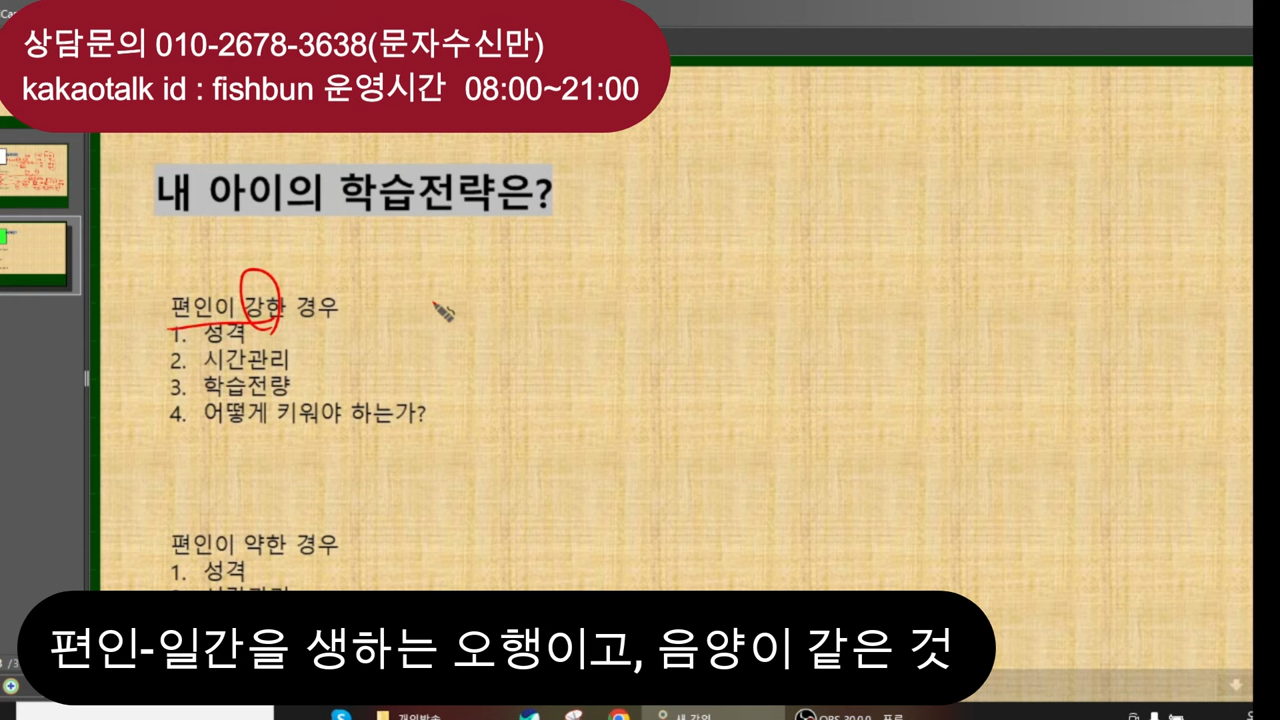 상담문의 010-2678-3638(문자수신만)
kakaotalk id : fishbun 운영시간 08:00~21:00
내 아이의 학습전략은?
편인이 강한 경우
1. 성격
2. 시간관리
3. 학습전략
4. 어떻게 키워야 하는가?
편인이 약한 경우
1. 성격
편인-일간을 생하는 오행이고, 음양이 같은 것